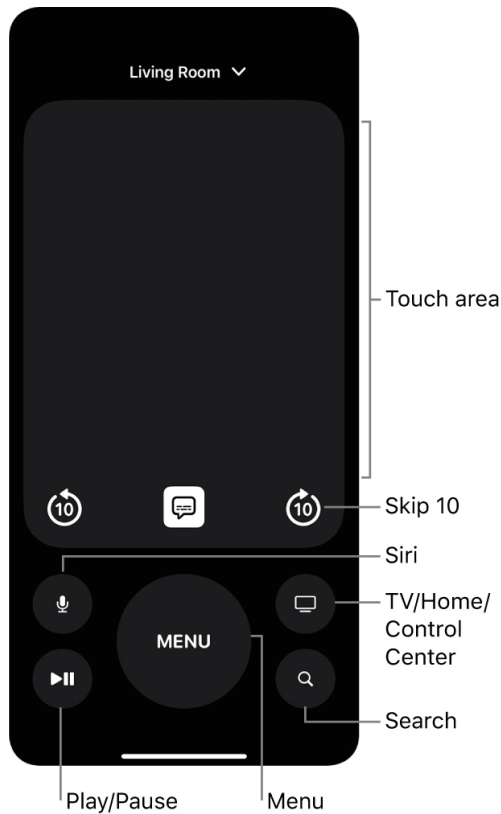 Living Room
Touch area
10
10
Skip 10
Siri
TV/Home/
Control
Center
MENU
Search
Play/Pause
Menu